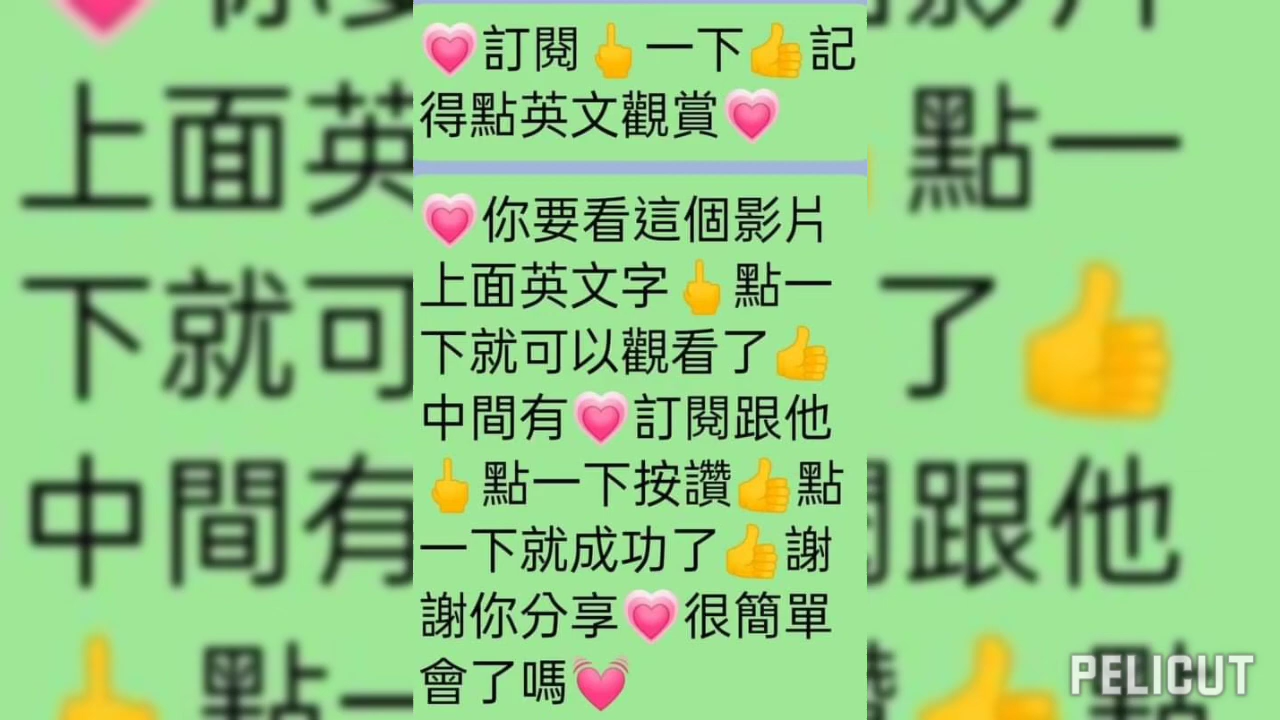 💗訂閱🖕一下👍記
得點英文觀賞💗
💗你要看這個影片
上面英文字🖕點一
下就可以觀看了👍
中間有💗訂閱跟他
🖕點一下按讚👍點
一下就成功了👍謝
謝你分享💗很簡單
會了嗎💓
PELICUT